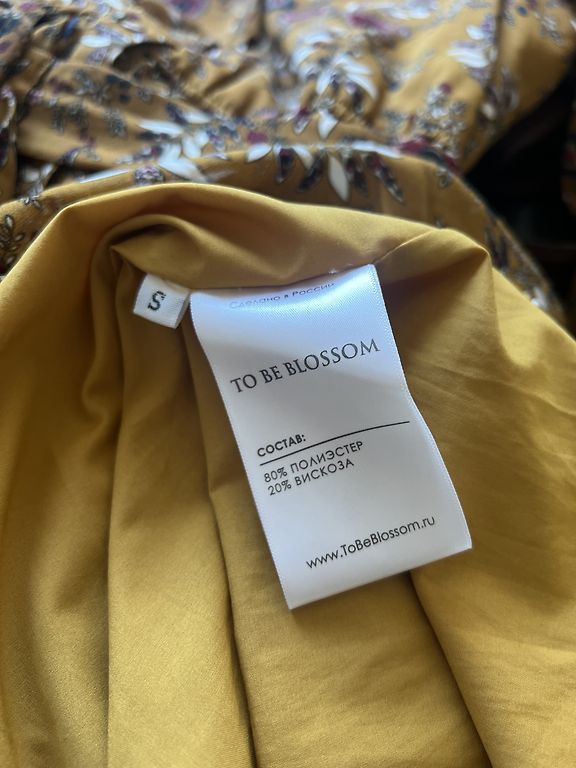 S
Сделано в России
TO BE BLOSSOM
СОСТАВ:
80% ПОЛИЭСТЕР
20% ВИСКОЗА
www.ToBeBlossom.ru